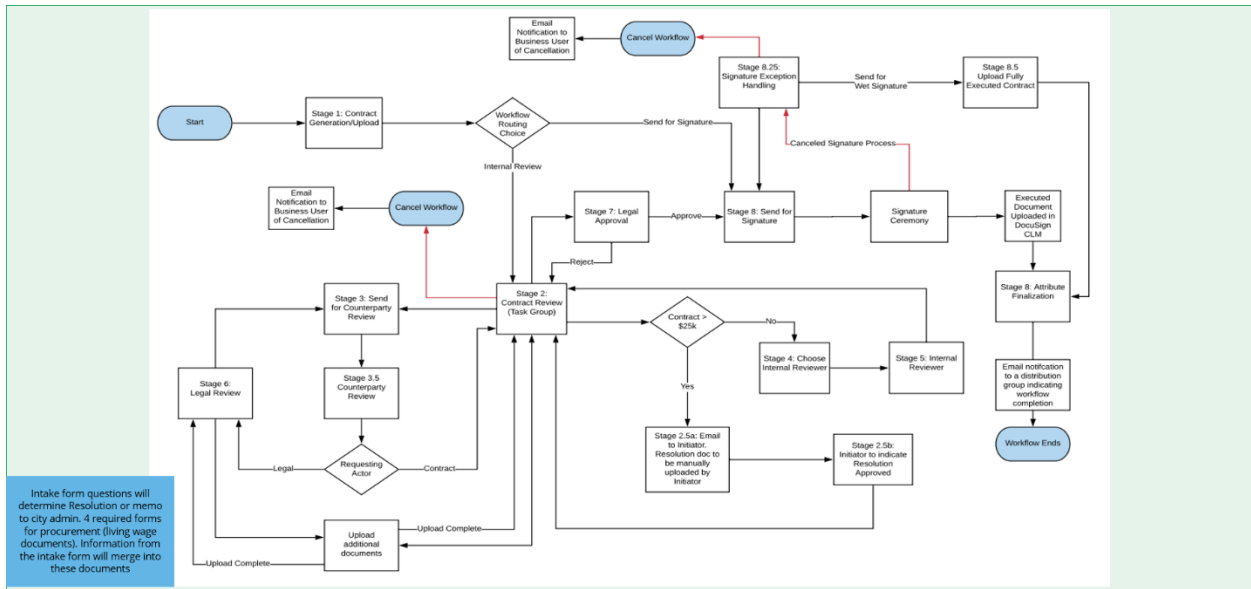 Email
Notification to
Business User
of Cancellation
Cancel Workflow
Stage 8.25:
Signature Exception
Handling
Send for
Wet Signature
Stage 8.5
Upload Fully
Executed Contract
Start
Stage 1: Contract
Generation/Upload
Workflow
Routing
Choice
Send for Signature
Canceled Signature Process
Internal Review
Email
Notification to
Business User
of Cancellation
Cancel Workflow
Stage 7: Legal
Approval
Approve
Stage 8: Send for
Signature
Signature
Ceremony
Executed
Document
Uploaded in
DocuSign
CLM
Reject
Stage 3: Send
for Counterparty
Review
Stage 2:
Contract Review
(Task Group)
Contract >
$25k
No
Stage 8: Attribute
Finalization
Stage 4: Choose
Internal Reviewer
Stage 5: Internal
Reviewer
Stage 6:
Legal Review
Stage 3.5
Counterparty
Review
Yes
Email notifcation
to a distribution
group indicating
workflow
completion
Stage 2.5a: Email
to Initiator.
Resolution doc to
be manually
uploaded by
Initiator
Stage 2.5b:
Initiator to indicate
Resolution
Approved
Workflow Ends
Legal
Requesting
Actor
Contract
Intake form questions will
determine Resolution or memo
to city admin. 4 required forms
for procurement (living wage
documents). Information from
the intake form will merge into
these documents
Upload
additional
documents
Upload Complete
Upload Complete